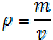 ρ = m/v